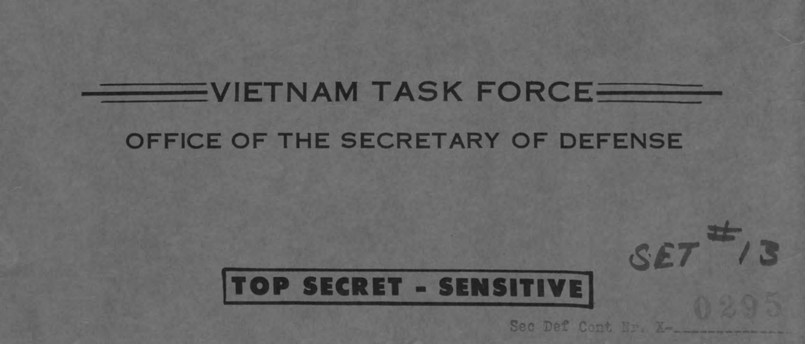 VIETNAM TASK FORCE
OFFICE OF THE SECRETARY OF DEFENSE
SET #13
TOP SECRET - SENSITIVE
0295
Sec Def Cont Nr. X-